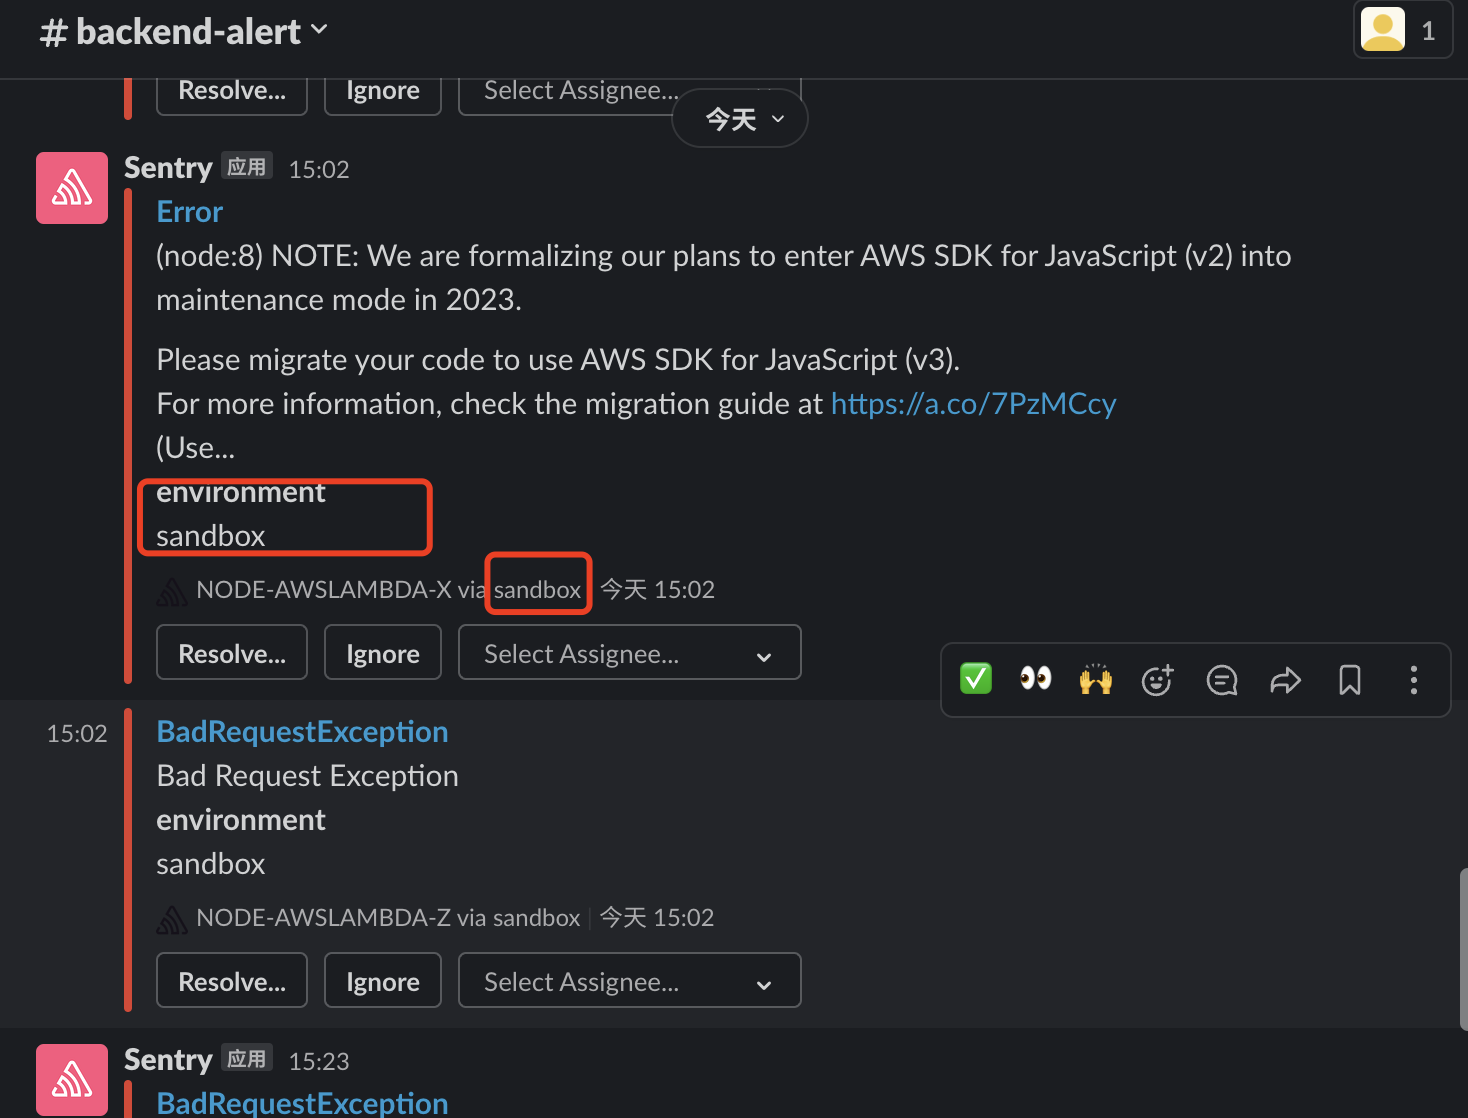 # backend-alert
1
Resolve... Ignore Select Assignee...
今天
Sentry 应用 15:02
Error
(node:8) NOTE: We are formalizing our plans to enter AWS SDK for JavaScript (v2) into
maintenance mode in 2023.
Please migrate your code to use AWS SDK for JavaScript (v3).
For more information, check the migration guide at https://a.co/7PzMCcy
(Use...
environment
sandbox
NODE-AWSLAMBDA-X via sandbox 今天 15:02
Resolve... Ignore Select Assignee...
15:02 BadRequestException
Bad Request Exception
environment
sandbox
NODE-AWSLAMBDA-Z via sandbox 今天 15:02
Resolve... Ignore Select Assignee...
Sentry 应用 15:23
BadRequestException